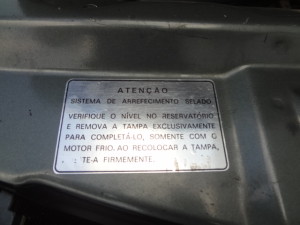 ATENÇÃO
SISTEMA DE ARREFECIMENTO SELADO.
VERIFIQUE O NÍVEL NO RESERVATÓRIO
E REMOVA A TAMPA EXCLUSIVAMENTE
PARA COMPLETÁ-LO, SOMENTE COM O
MOTOR FRIO. AO RECOLOCAR A TAMPA,
TE-A FIRMEMENTE.